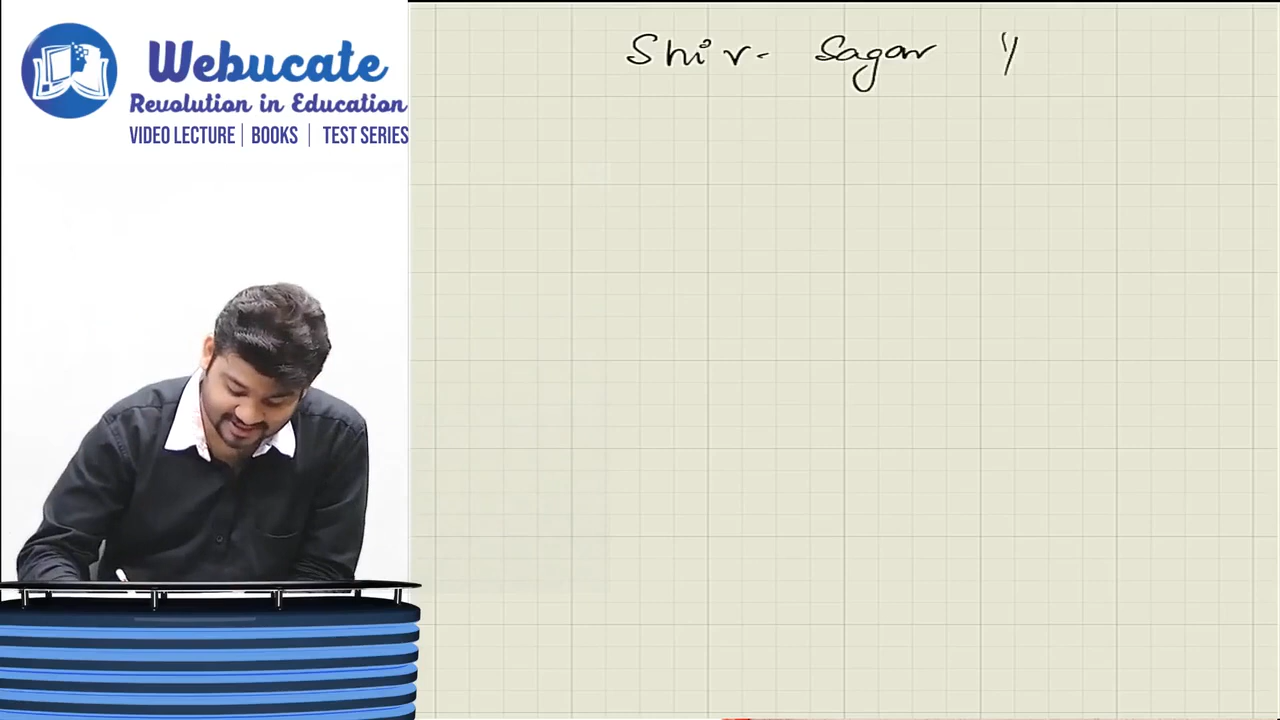 Webucate
Revolution in Education
VIDEO LECTURE | BOOKS | TEST SERIES
Shiv- Sagar